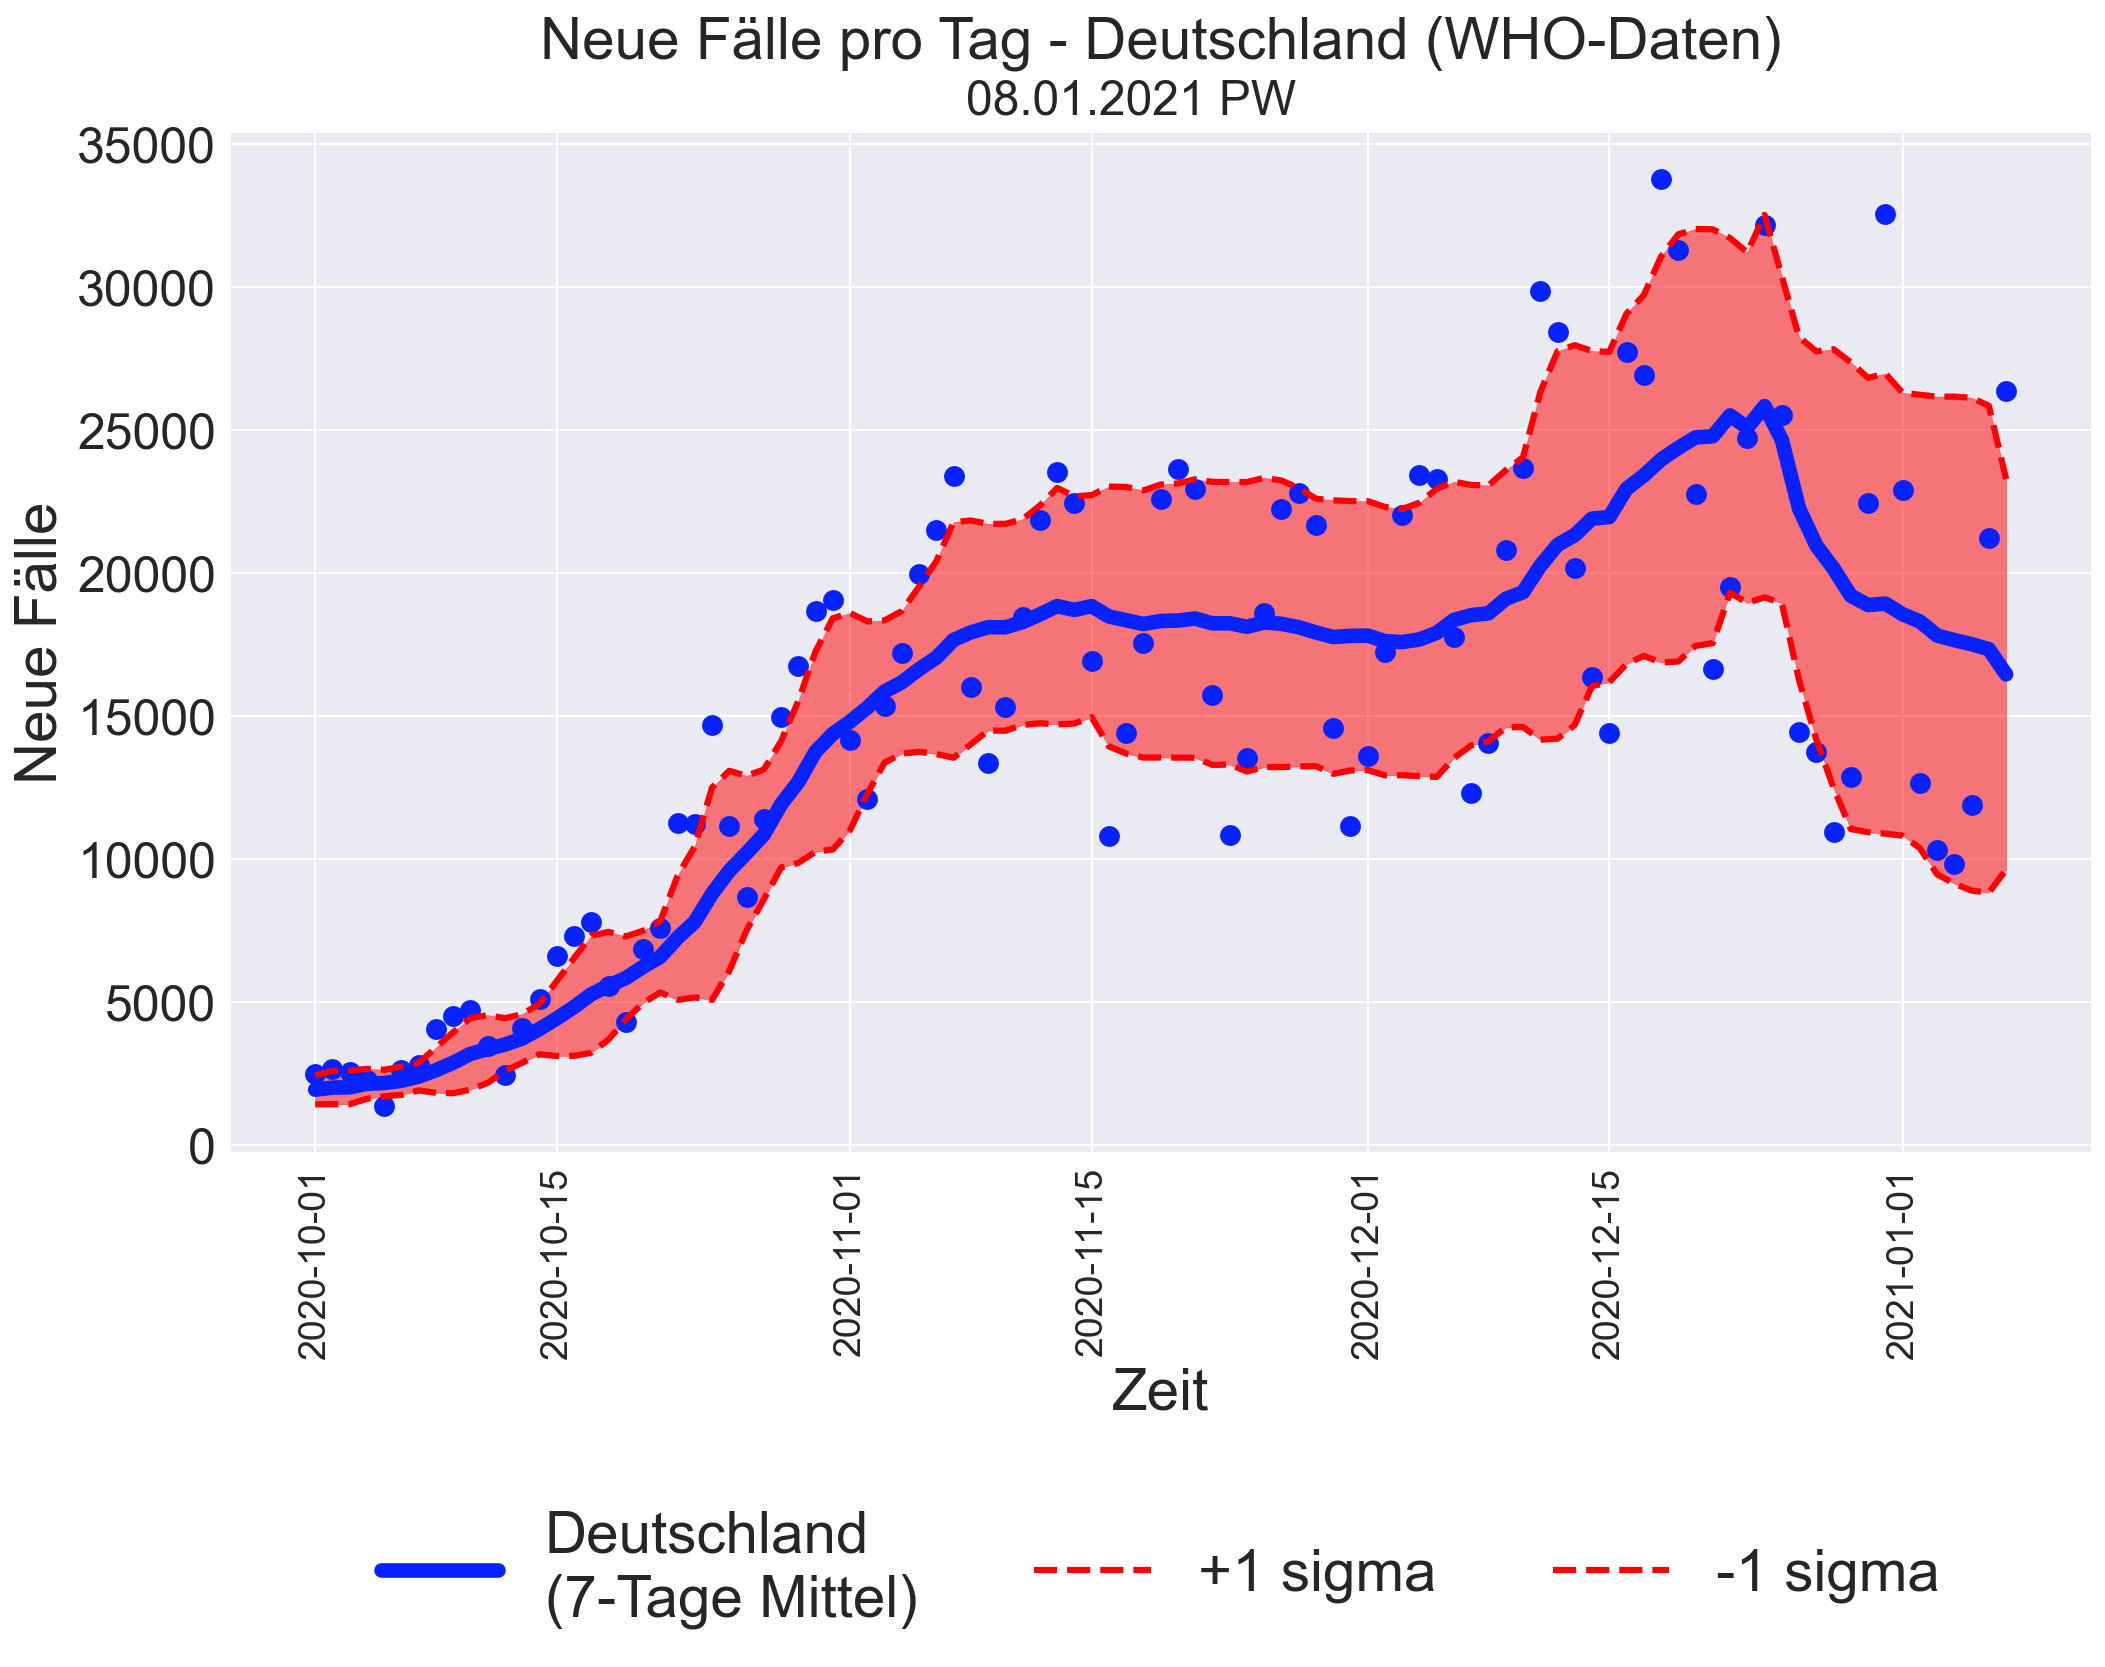 Neue Fälle pro Tag - Deutschland (WHO-Daten)
08.01.2021 PW
Neue Fälle
35000
30000
25000
20000
15000
10000
5000
0
2020-10-01
2020-10-15
2020-11-01
2020-11-15
2020-12-01
2020-12-15
2021-01-01
Zeit
Deutschland
(7-Tage Mittel)
+1 sigma
-1 sigma